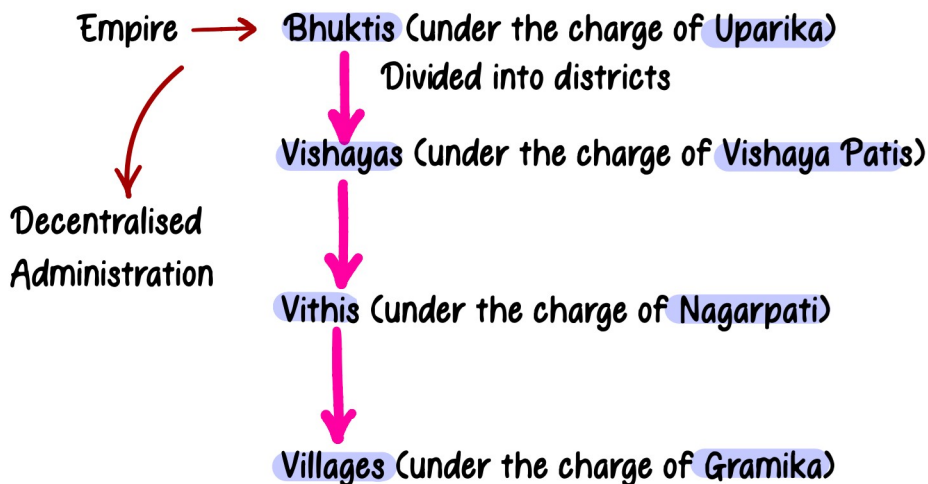 Empire → Bhuktis (under the charge of Uparika)
Divided into districts
Vishayas (under the charge of Vishaya Patis)
Decentralised
Administration
Vithis (under the charge of Nagarpati)
Villages (under the charge of Gramika)